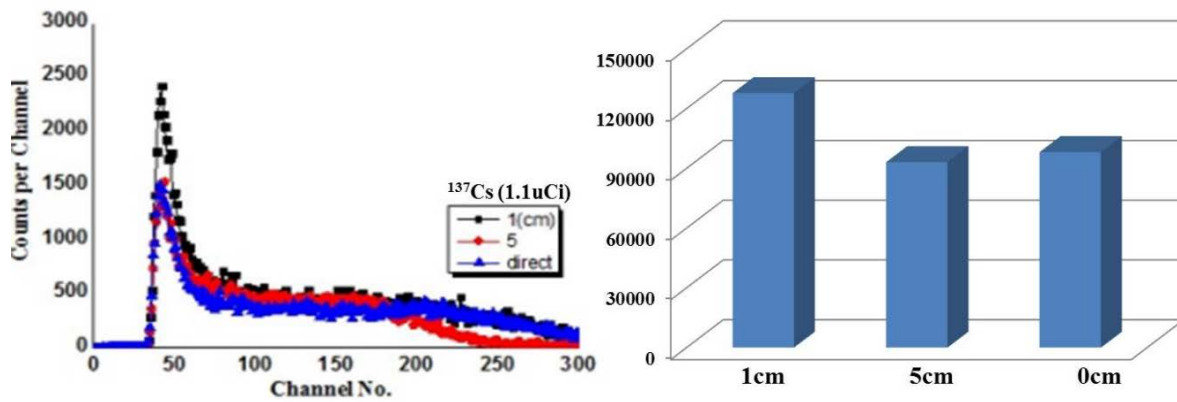 3000
2500
2000
1500
1000
500
0
Counts per Channel
0 50 100 150 200 250 300
Channel No.
¹³⁷Cs (1.1uCi)
1(cm)
5
direct
150000
120000
90000
60000
30000
0
1cm 5cm 0cm